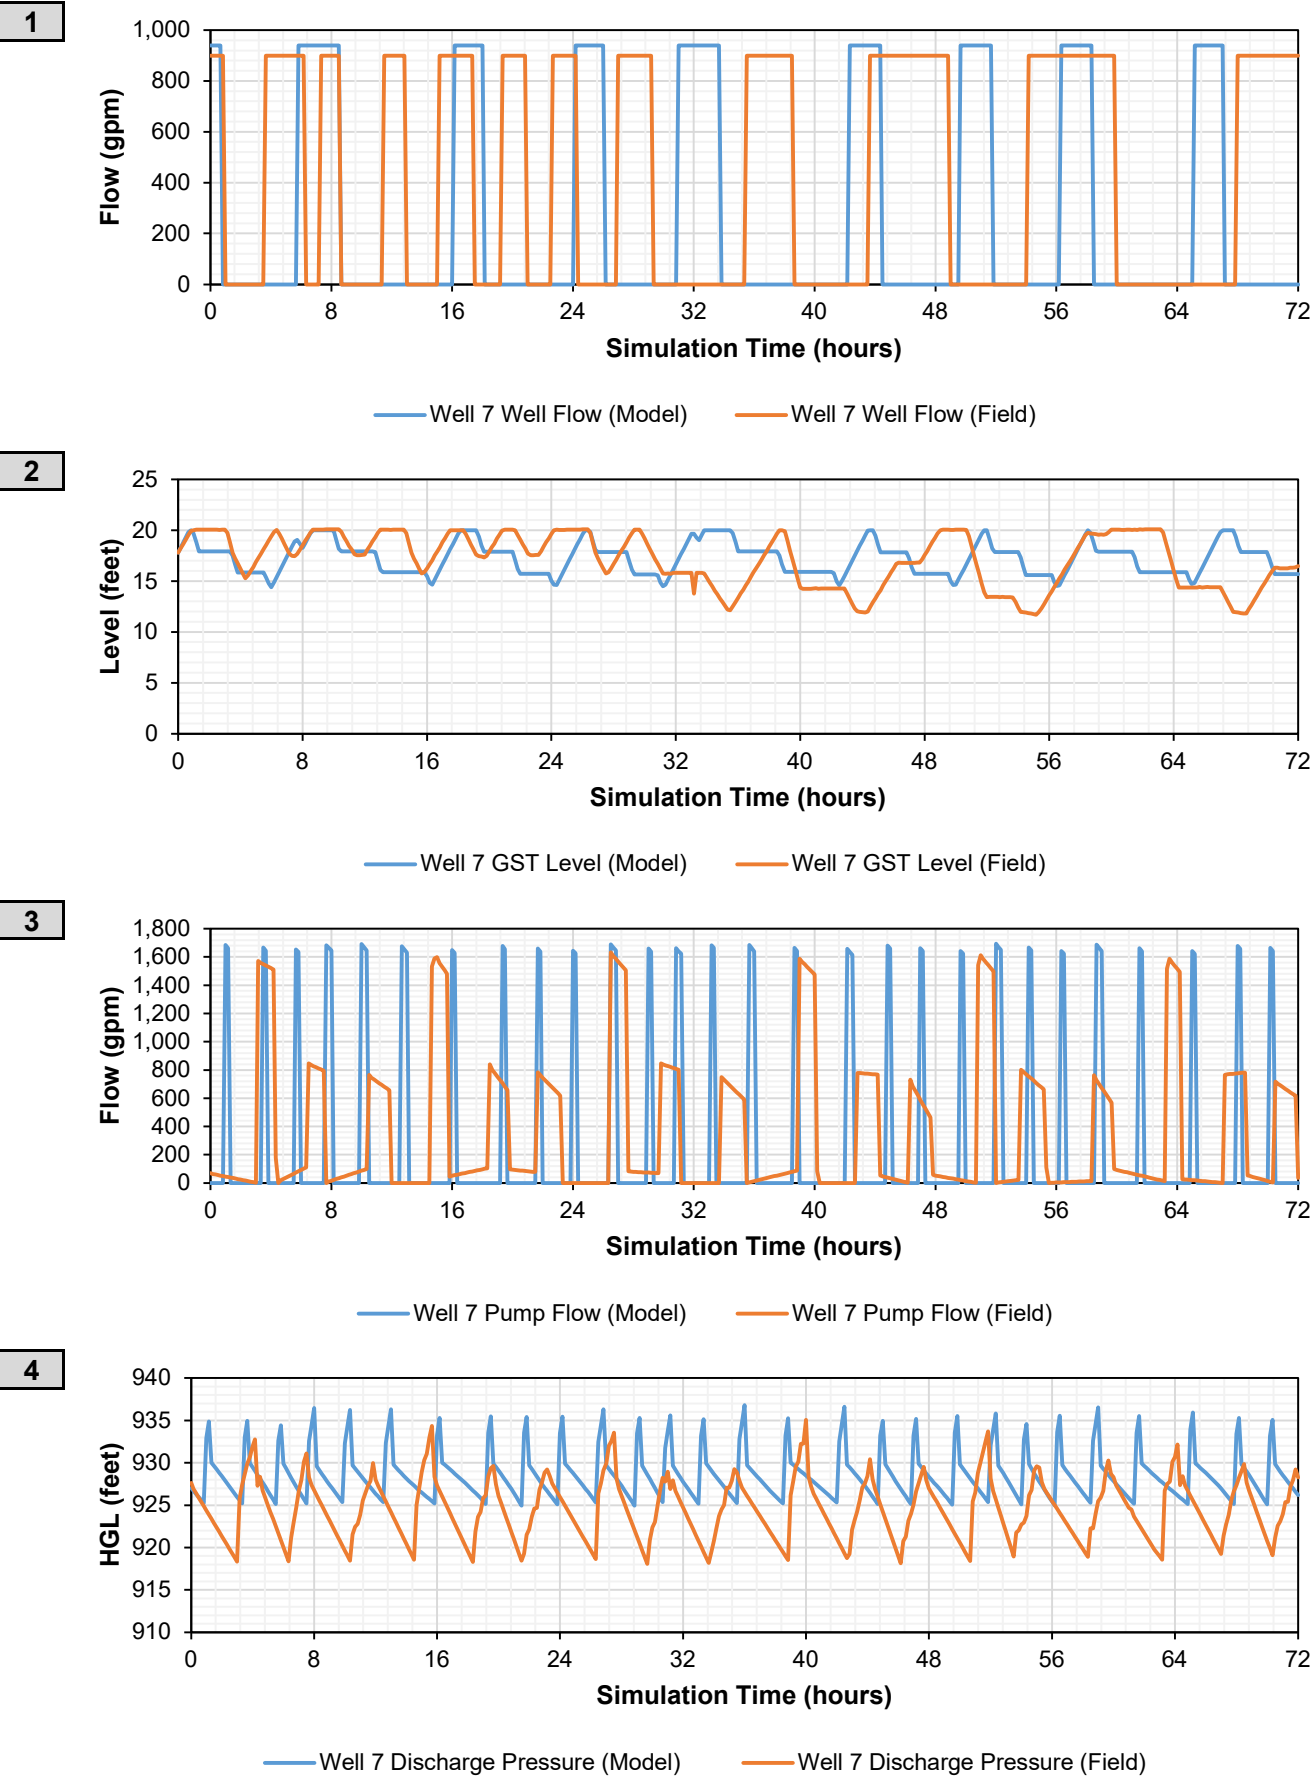 1
1,000
800
600
400
200
0
Flow (gpm)
0 8 16 24 32 40 48 56 64 72
Simulation Time (hours)
Well 7 Well Flow (Model) Well 7 Well Flow (Field)
2
25
20
15
10
5
0
Level (feet)
0 8 16 24 32 40 48 56 64 72
Simulation Time (hours)
Well 7 GST Level (Model) Well 7 GST Level (Field)
3
1,800
1,600
1,400
1,200
1,000
800
600
400
200
0
Flow (gpm)
0 8 16 24 32 40 48 56 64 72
Simulation Time (hours)
Well 7 Pump Flow (Model) Well 7 Pump Flow (Field)
4
940
935
930
925
920
915
910
HGL (feet)
0 8 16 24 32 40 48 56 64 72
Simulation Time (hours)
Well 7 Discharge Pressure (Model) Well 7 Discharge Pressure (Field)